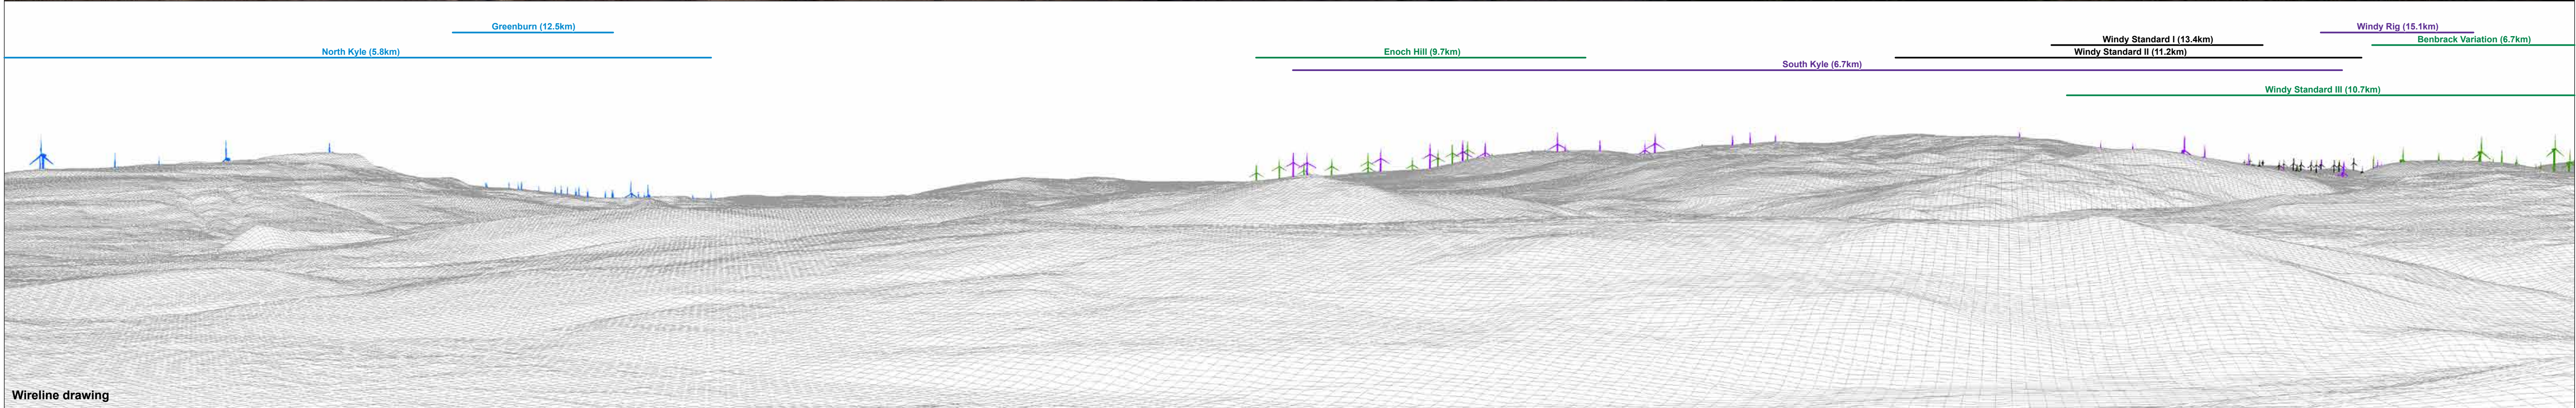 Greenburn (12.5km)
Windy Rig (15.1km)
Windy Standard I (13.4km)
Benbrack Variation (6.7km)
North Kyle (5.8km)
Enoch Hill (9.7km)
Windy Standard II (11.2km)
South Kyle (6.7km)
Windy Standard III (10.7km)
Wireline drawing